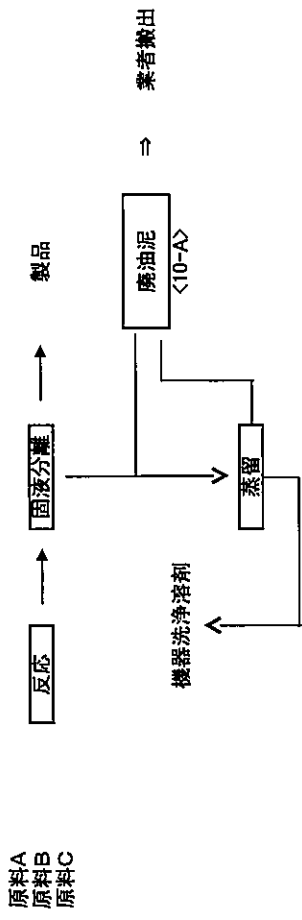 原料A
原料B
原料C
反応
固液分離
製品
機器洗浄溶剤
蒸留
廃油泥
<10-A>
⇒
業者搬出